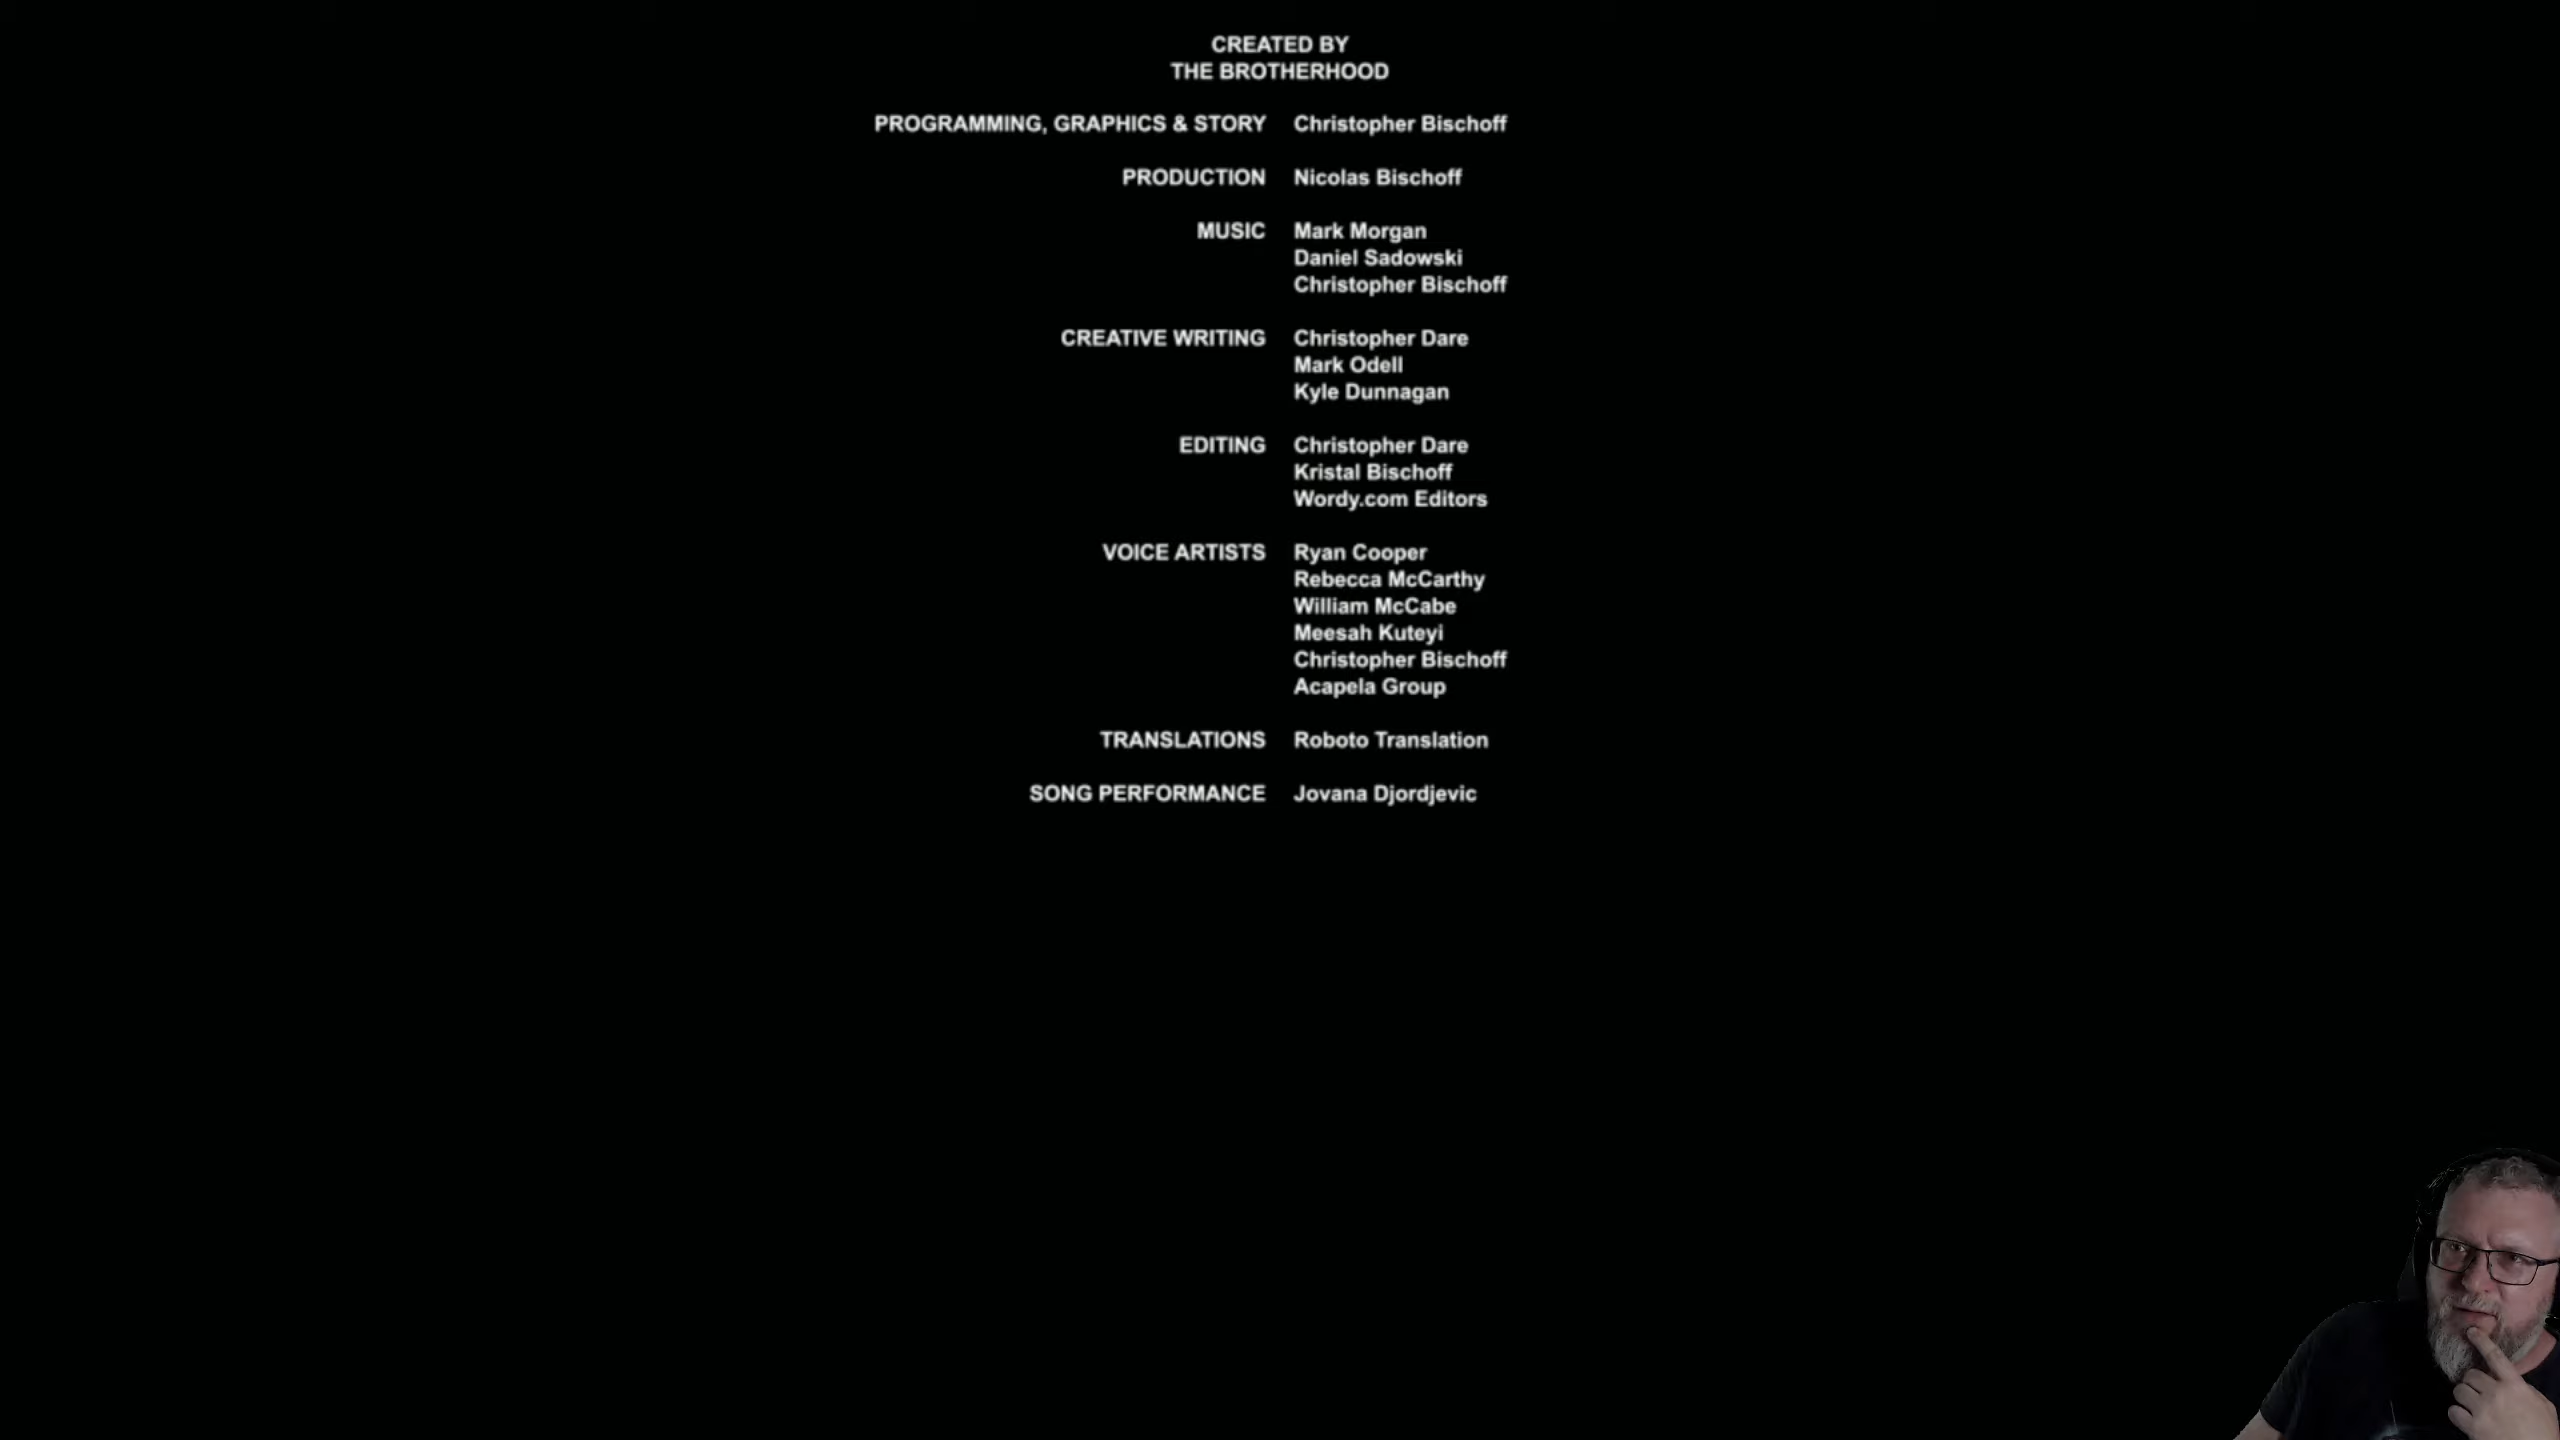 CREATED BY
THE BROTHERHOOD
PROGRAMMING, GRAPHICS & STORY Christopher Bischoff
PRODUCTION Nicolas Bischoff
MUSIC Mark Morgan
Daniel Sadowski
Christopher Bischoff
CREATIVE WRITING Christopher Dare
Mark Odell
Kyle Dunnagan
EDITING Christopher Dare
Kristal Bischoff
Wordy.com Editors
VOICE ARTISTS Ryan Cooper
Rebecca McCarthy
William McCabe
Meesah Kuteyi
Christopher Bischoff
Acapela Group
TRANSLATIONS Roboto Translation
SONG PERFORMANCE Jovana Djordjevic